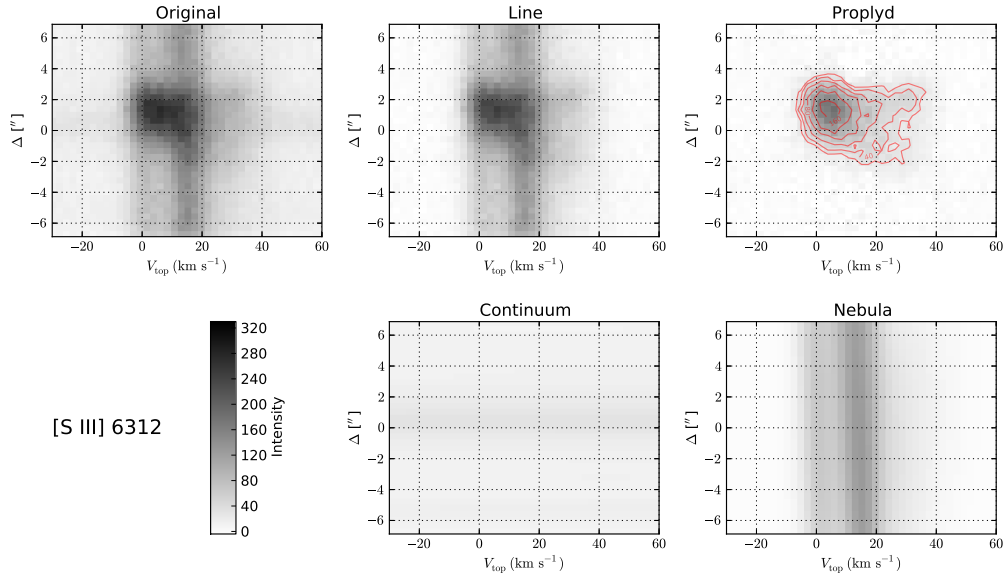 Original
Line
Proplyd
6
4
2
0
−2
−4
−6
Δ [″]
−20 0 20 40 60
V_top (km s⁻¹)
6
4
2
0
−2
−4
−6
Δ [″]
−20 0 20 40 60
V_top (km s⁻¹)
6
4
2
0
−2
−4
−6
Δ [″]
40
−20 0 20 40 60
V_top (km s⁻¹)
[S III] 6312
320
280
240
200
160
120
80
40
0
Intensity
Continuum
6
4
2
0
−2
−4
−6
Δ [″]
−20 0 20 40 60
V_top (km s⁻¹)
Nebula
6
4
2
0
−2
−4
−6
Δ [″]
−20 0 20 40 60
V_top (km s⁻¹)